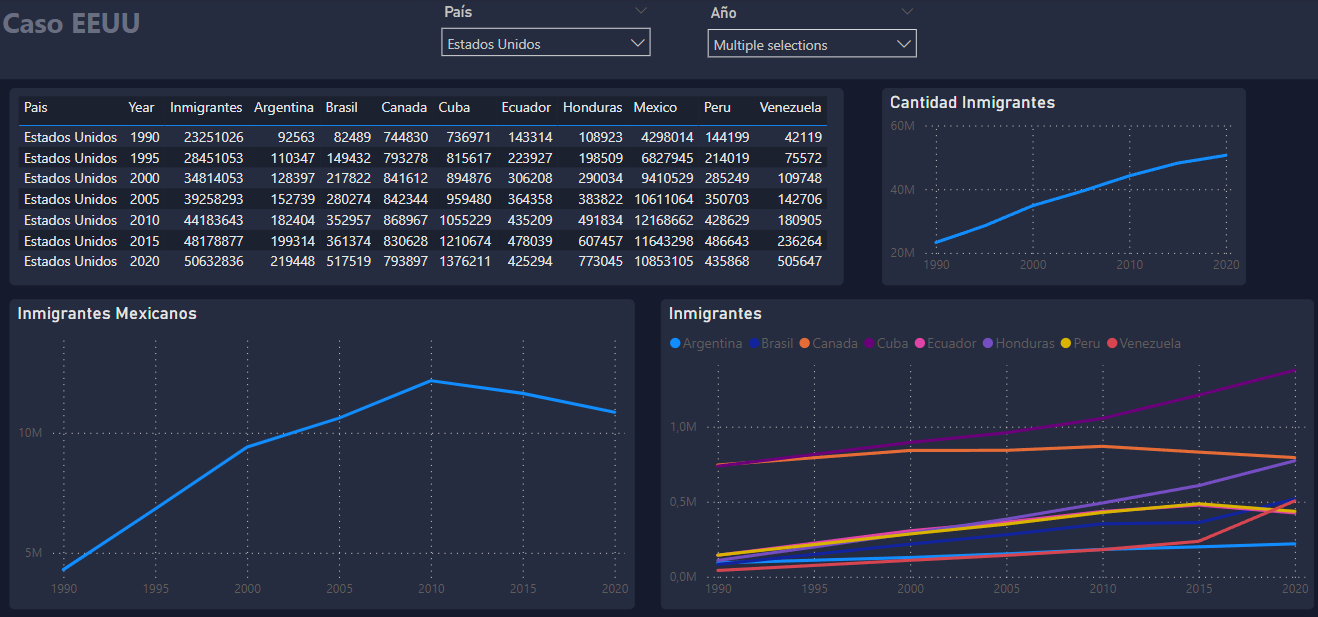 Caso EEUU
País
Estados Unidos
Año
Multiple selections
Pais Year Inmigrantes Argentina Brasil Canada Cuba Ecuador Honduras Mexico Peru Venezuela
Estados Unidos 1990 23251026 92563 82489 744830 736971 143314 108923 4298014 144199 42119
Estados Unidos 1995 28451053 110347 149432 793278 815617 223927 198509 6827945 214019 75572
Estados Unidos 2000 34814053 128397 217822 841612 894876 306208 290034 9410529 285249 109748
Estados Unidos 2005 39258293 152739 280274 842344 959480 364358 383822 10611064 350703 142706
Estados Unidos 2010 44183643 182404 352957 868967 1055229 435209 491834 12168662 428629 180905
Estados Unidos 2015 48178877 199314 361374 830628 1210674 478039 607457 11643298 486643 236264
Estados Unidos 2020 50632836 219448 517519 793897 1376211 425294 773045 10853105 435868 505647
Cantidad Inmigrantes
60M
40M
20M
1990 2000 2010 2020
Inmigrantes Mexicanos
10M
5M
1990 1995 2000 2005 2010 2015 2020
Inmigrantes
Argentina Brasil Canada Cuba Ecuador Honduras Peru Venezuela
1,0M
0,5M
0,0M
1990 1995 2000 2005 2010 2015 2020